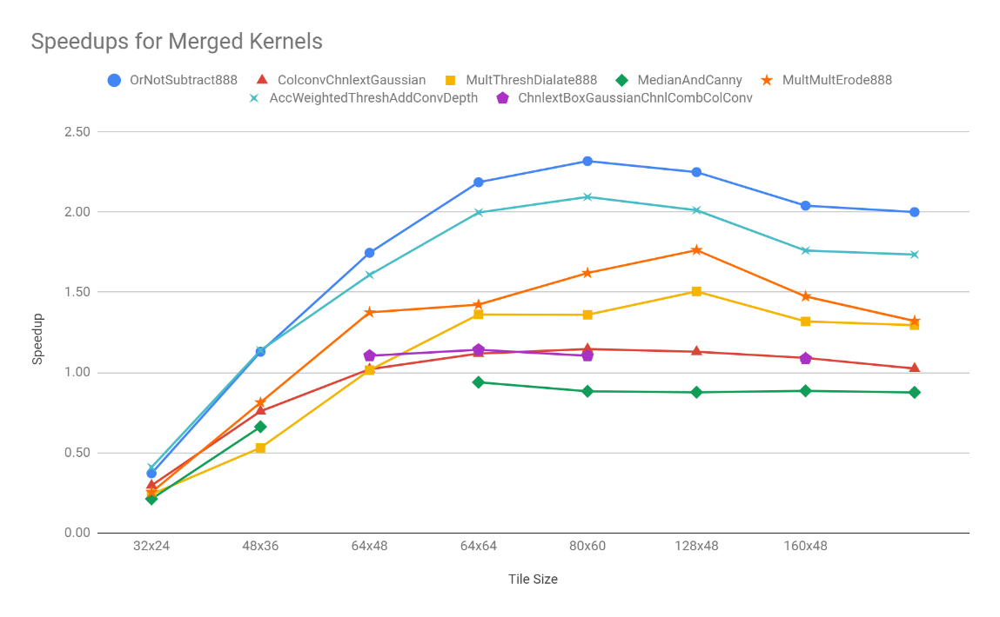 Speedups for Merged Kernels
OrNotSubtract888 ColconvChnlextGaussian MultThreshDialate888 MedianAndCanny MultMultErode888
AccWeightedThreshAddConvDepth ChnlextBoxGaussianChnlCombColConv
2.50
2.00
1.50
1.00
0.50
0.00
Speedup
32x24 48x36 64x48 64x64 80x60 128x48 160x48
Tile Size